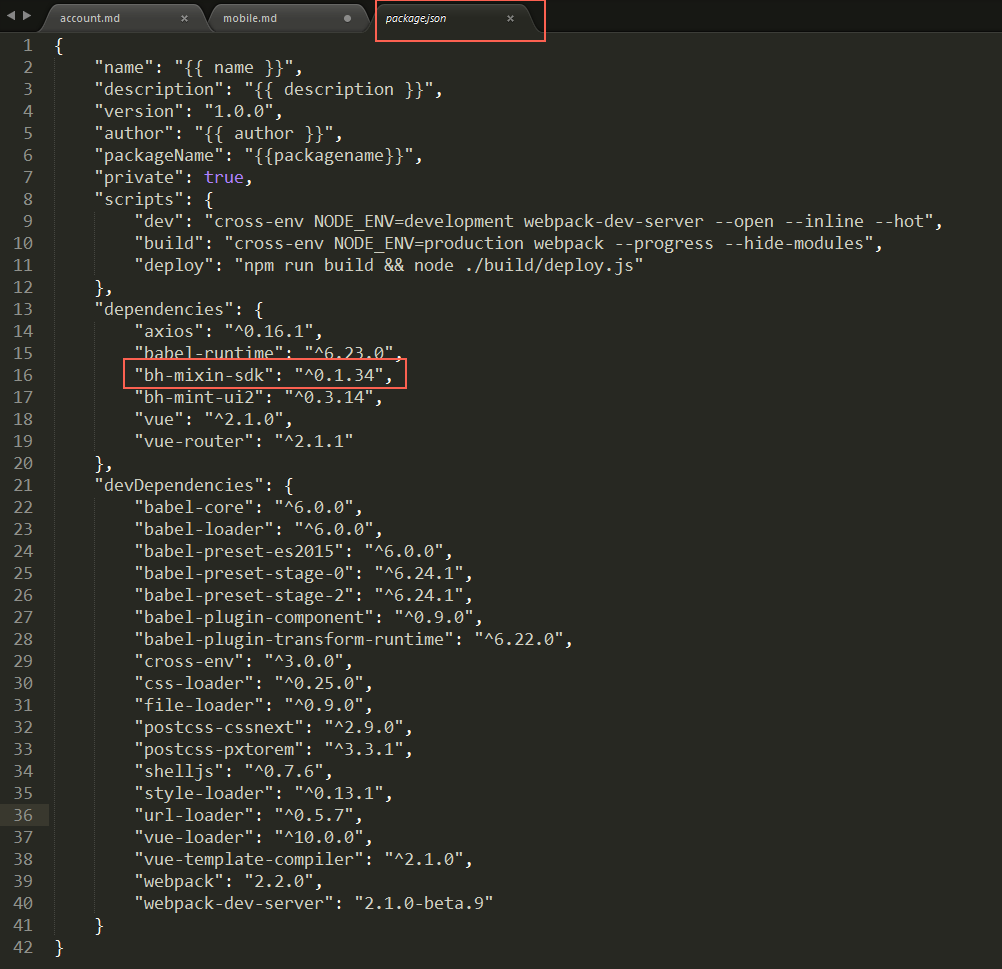 account.md × mobile.md package.json ×
1 {
2 "name": "{{ name }}",
3 "description": "{{ description }}",
4 "version": "1.0.0",
5 "author": "{{ author }}",
6 "packageName": "{{packagename}}",
7 "private": true,
8 "scripts": {
9 "dev": "cross-env NODE_ENV=development webpack-dev-server --open --inline --hot",
10 "build": "cross-env NODE_ENV=production webpack --progress --hide-modules",
11 "deploy": "npm run build && node ./build/deploy.js"
12 },
13 "dependencies": {
14 "axios": "^0.16.1",
15 "babel-runtime": "^6.23.0",
16 "bh-mixin-sdk": "^0.1.34",
17 "bh-mint-ui2": "^0.3.14",
18 "vue": "^2.1.0",
19 "vue-router": "^2.1.1"
20 },
21 "devDependencies": {
22 "babel-core": "^6.0.0",
23 "babel-loader": "^6.0.0",
24 "babel-preset-es2015": "^6.0.0",
25 "babel-preset-stage-0": "^6.24.1",
26 "babel-preset-stage-2": "^6.24.1",
27 "babel-plugin-component": "^0.9.0",
28 "babel-plugin-transform-runtime": "^6.22.0",
29 "cross-env": "^3.0.0",
30 "css-loader": "^0.25.0",
31 "file-loader": "^0.9.0",
32 "postcss-cssnext": "^2.9.0",
33 "postcss-pxtorem": "^3.3.1",
34 "shelljs": "^0.7.6",
35 "style-loader": "^0.13.1",
36 "url-loader": "^0.5.7",
37 "vue-loader": "^10.0.0",
38 "vue-template-compiler": "^2.1.0",
39 "webpack": "2.2.0",
40 "webpack-dev-server": "2.1.0-beta.9"
41 }
42 }